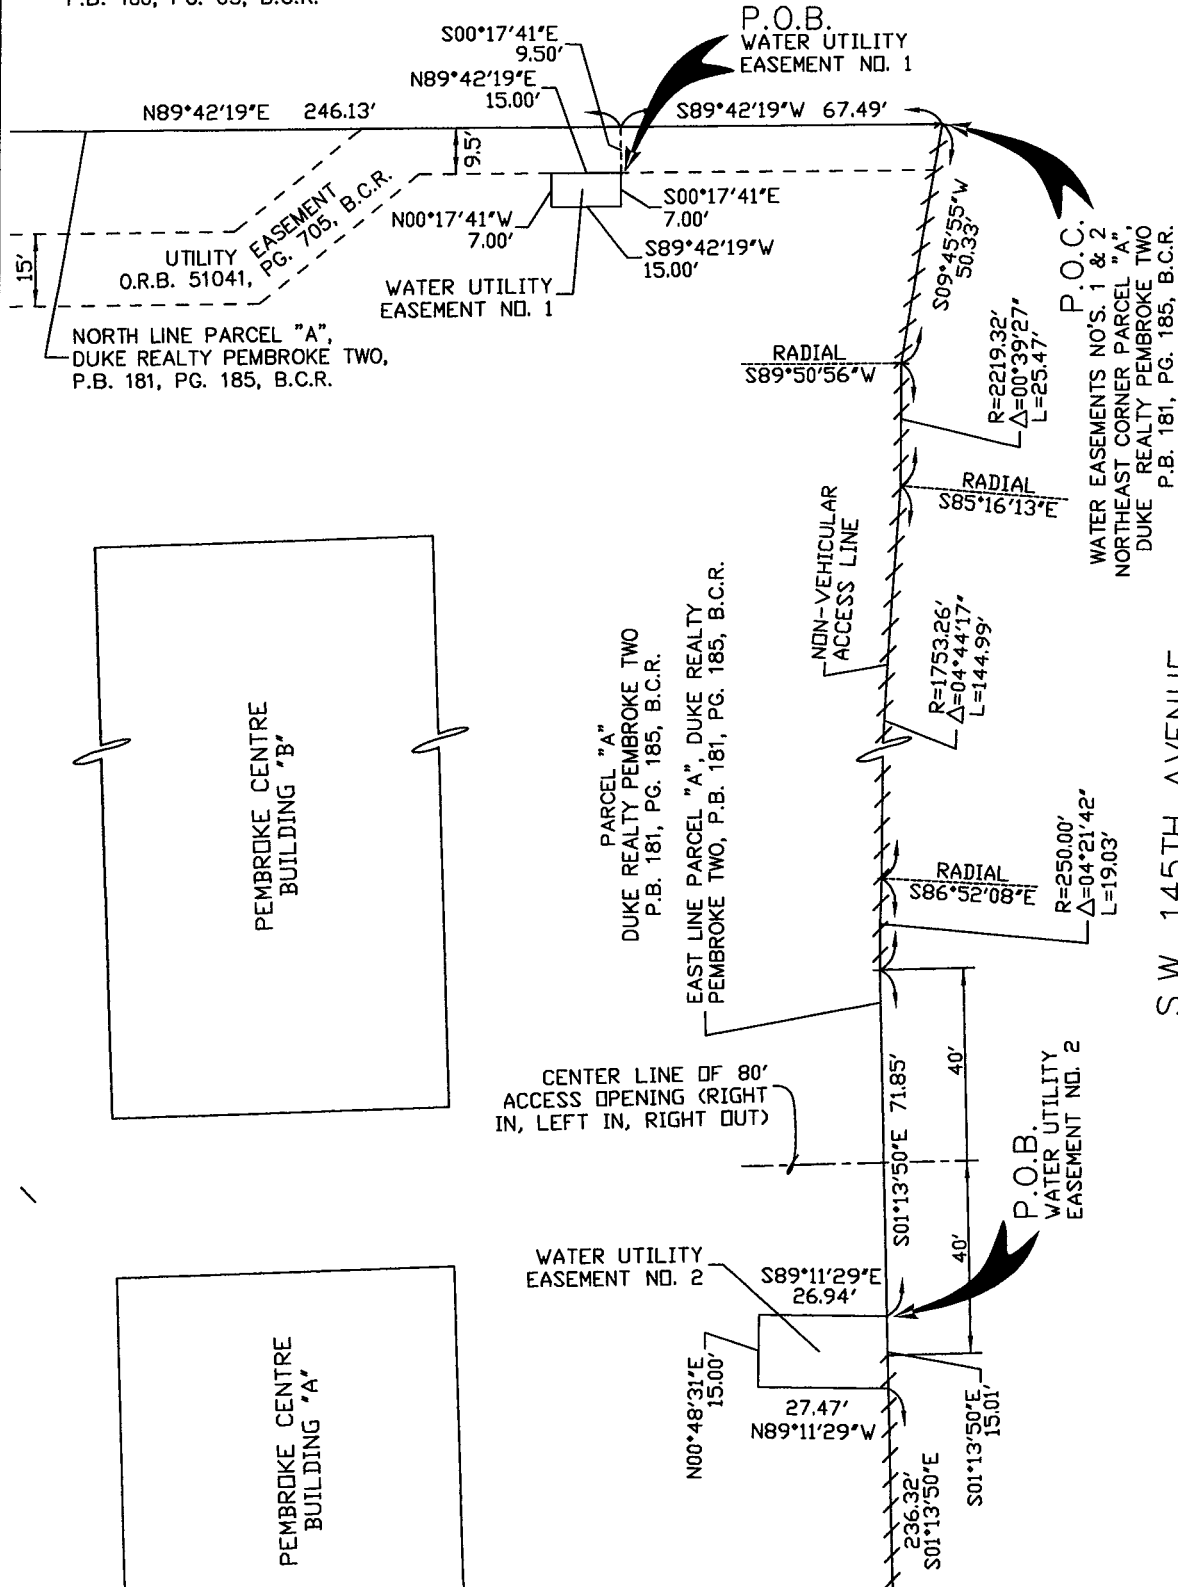 S00°17'41"E
9.50'
N89°42'19"E
15.00'
P.O.B.
WATER UTILITY
EASEMENT NO. 1
N89°42'19"E 246.13'
S89°42'19"W 67.49'
9.5'
15'
UTILITY EASEMENT
O.R.B. 51041, PG. 705, B.C.R.
N00°17'41"W
7.00'
S00°17'41"E
7.00'
S89°42'19"W
15.00'
WATER UTILITY
EASEMENT NO. 1
NORTH LINE PARCEL "A",
DUKE REALTY PEMBROKE TWO,
P.B. 181, PG. 185, B.C.R.
S09°45'55"W
50.33'
P.O.C.
WATER EASEMENTS NO'S. 1 & 2
NORTHEAST CORNER PARCEL "A",
DUKE REALTY PEMBROKE TWO
P.B. 181, PG. 185, B.C.R.
RADIAL
S89°50'56"W
R=2219.32'
Δ=00°39'27"
L=25.47'
RADIAL
S85°16'13"E
NON-VEHICULAR
ACCESS LINE
R=1753.26'
Δ=04°44'17"
L=144.99'
PEMBROKE CENTRE
BUILDING "B"
PARCEL "A"
DUKE REALTY PEMBROKE TWO
P.B. 181, PG. 185, B.C.R.
EAST LINE PARCEL "A", DUKE REALTY
PEMBROKE TWO, P.B. 181, PG. 185, B.C.R.
RADIAL
S86°52'08"E
R=250.00'
Δ=04°21'42"
L=19.03'
S.W. 145TH AVENUE
CENTER LINE OF 80'
ACCESS OPENING (RIGHT
IN, LEFT IN, RIGHT OUT)
S01°13'50"E 71.85'
40'
40'
P.O.B.
WATER UTILITY
EASEMENT NO. 2
WATER UTILITY
EASEMENT NO. 2
S89°11'29"E
26.94'
N00°48'31"E
15.00'
27.47'
N89°11'29"W
S01°13'50"E
15.01'
236.32'
S01°13'50"E
PEMBROKE CENTRE
BUILDING "A"